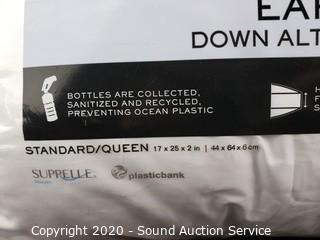 EAR
DOWN ALT
BOTTLES ARE COLLECTED,
SANITIZED AND RECYCLED,
PREVENTING OCEAN PLASTIC
H
F
S
STANDARD/QUEEN 17 x 25 x 2 in | 44 x 64 x 6 cm
SUPRELLE plasticbank
Copyright 2020 - Sound Auction Service